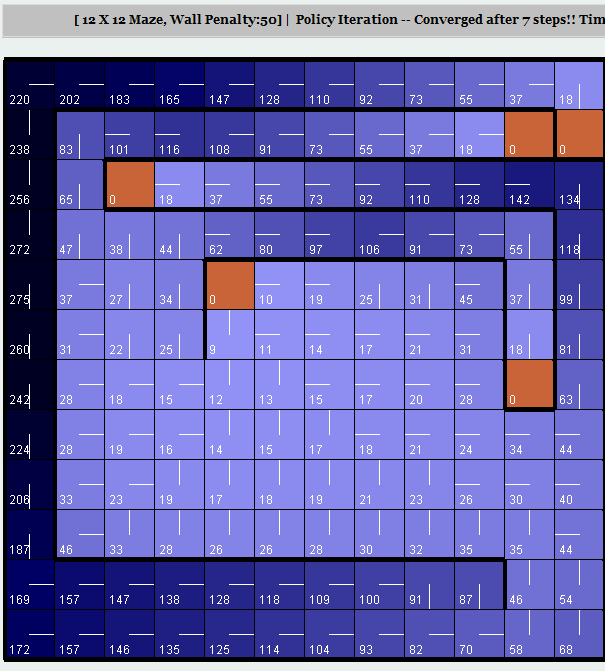 [ 12 X 12 Maze, Wall Penalty:50] | Policy Iteration -- Converged after 7 steps!! Tim
220 202 183 165 147 128 110 92 73 55 37 18
238 83 101 116 108 91 73 55 37 18 0 0
256 65 0 18 37 55 73 92 110 128 142 134
272 47 38 44 62 80 97 106 91 73 55 118
275 37 27 34 0 10 19 25 31 45 37 99
260 31 22 25 9 11 14 17 21 31 18 81
242 28 18 15 12 13 15 17 20 28 0 63
224 28 19 16 14 15 17 18 21 24 34 44
206 33 23 19 17 18 19 21 23 26 30 40
187 46 33 28 26 26 28 30 32 35 35 44
169 157 147 138 128 118 109 100 91 87 46 54
172 157 146 135 125 114 104 93 82 70 58 68